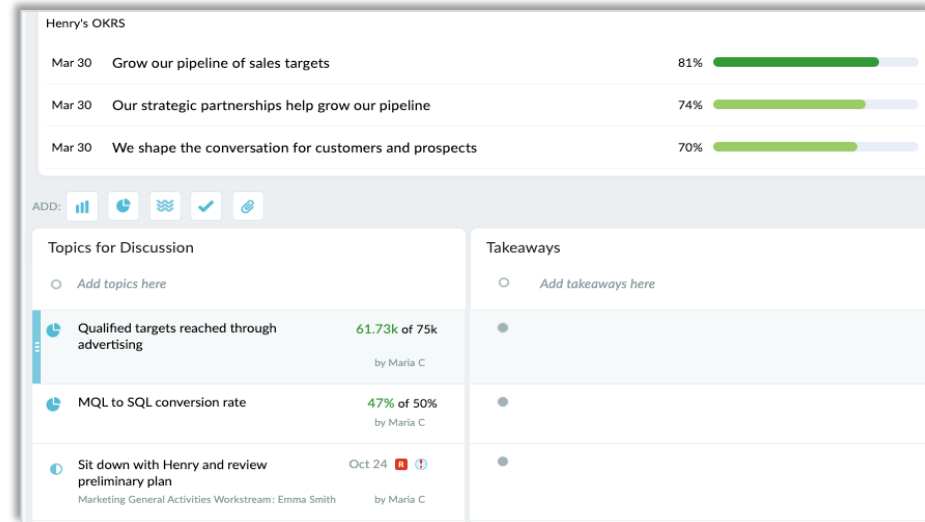 Henry's OKRS
Mar 30 Grow our pipeline of sales targets 81%
Mar 30 Our strategic partnerships help grow our pipeline 74%
Mar 30 We shape the conversation for customers and prospects 70%
ADD:
Topics for Discussion
Add topics here
Qualified targets reached through
advertising
61.73k of 75k
by Maria C
MQL to SQL conversion rate
47% of 50%
by Maria C
Sit down with Henry and review
preliminary plan
Oct 24 R !
Marketing General Activities Workstream: Emma Smith
by Maria C
Takeaways
Add takeaways here